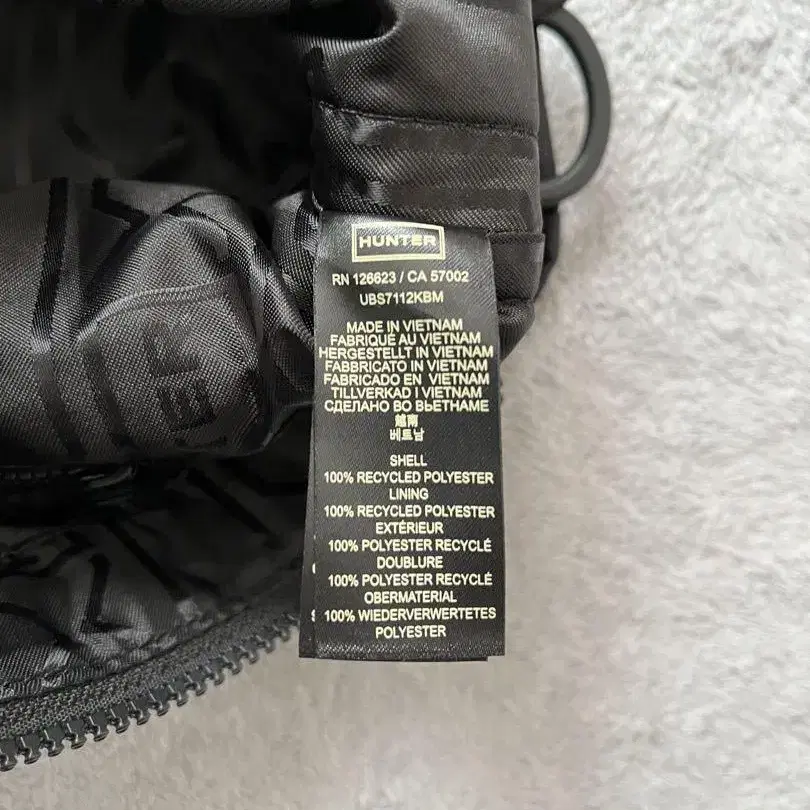 HUNTER
RN 126623 / CA 57002
UBS7112KBM
MADE IN VIETNAM
FABRIQUÉ AU VIETNAM
HERGESTELLT IN VIETNAM
FABBRICATO IN VIETNAM
FABRICADO EN VIETNAM
TILLVERKAD I VIETNAM
СДЕЛАНО ВО ВЬЕТНАМЕ
越南
베트남
SHELL
100% RECYCLED POLYESTER
LINING
100% RECYCLED POLYESTER
EXTÉRIEUR
100% POLYESTER RECYCLÉ
DOUBLURE
100% POLYESTER RECYCLÉ
OBERMATERIAL
100% WIEDERVERWERTETES
POLYESTER